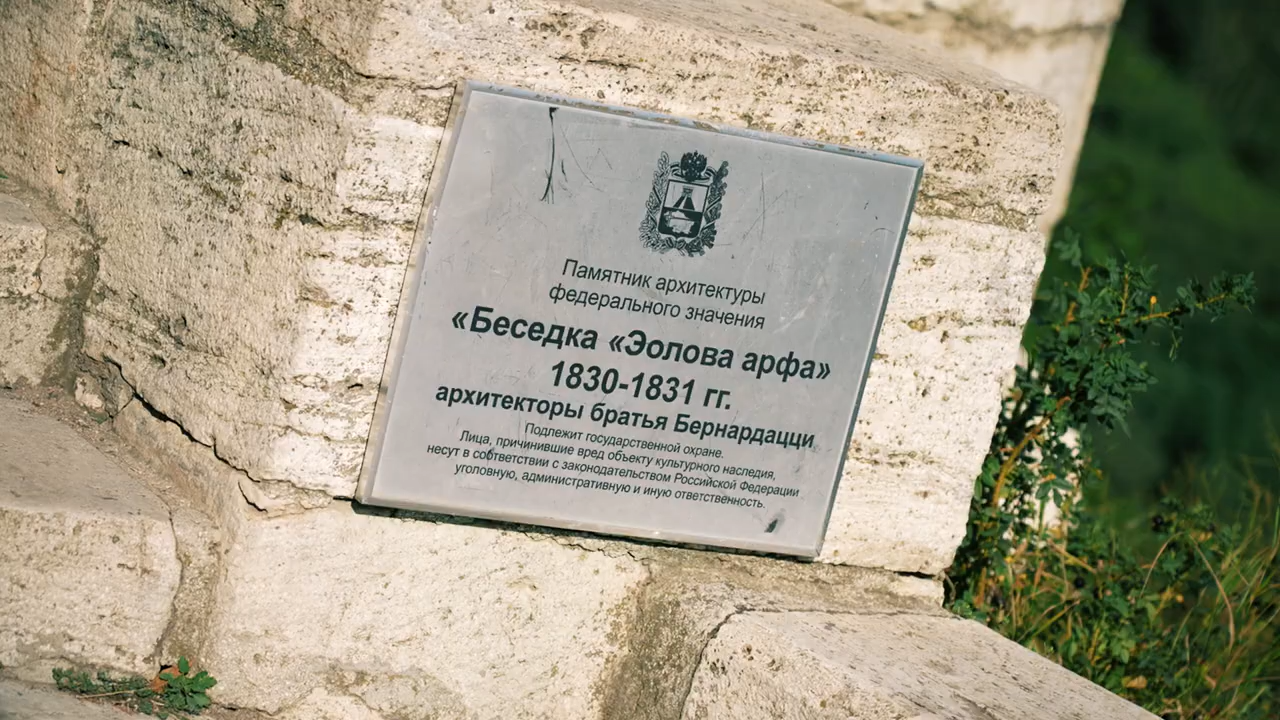 Памятник архитектуры
федерального значения
«Беседка «Эолова арфа»
1830-1831 гг.
архитекторы братья Бернардацци
Подлежит государственной охране.
Лица, причинившие вред объекту культурного наследия,
несут в соответствии с законодательством Российской Федерации
уголовную, административную и иную ответственность.